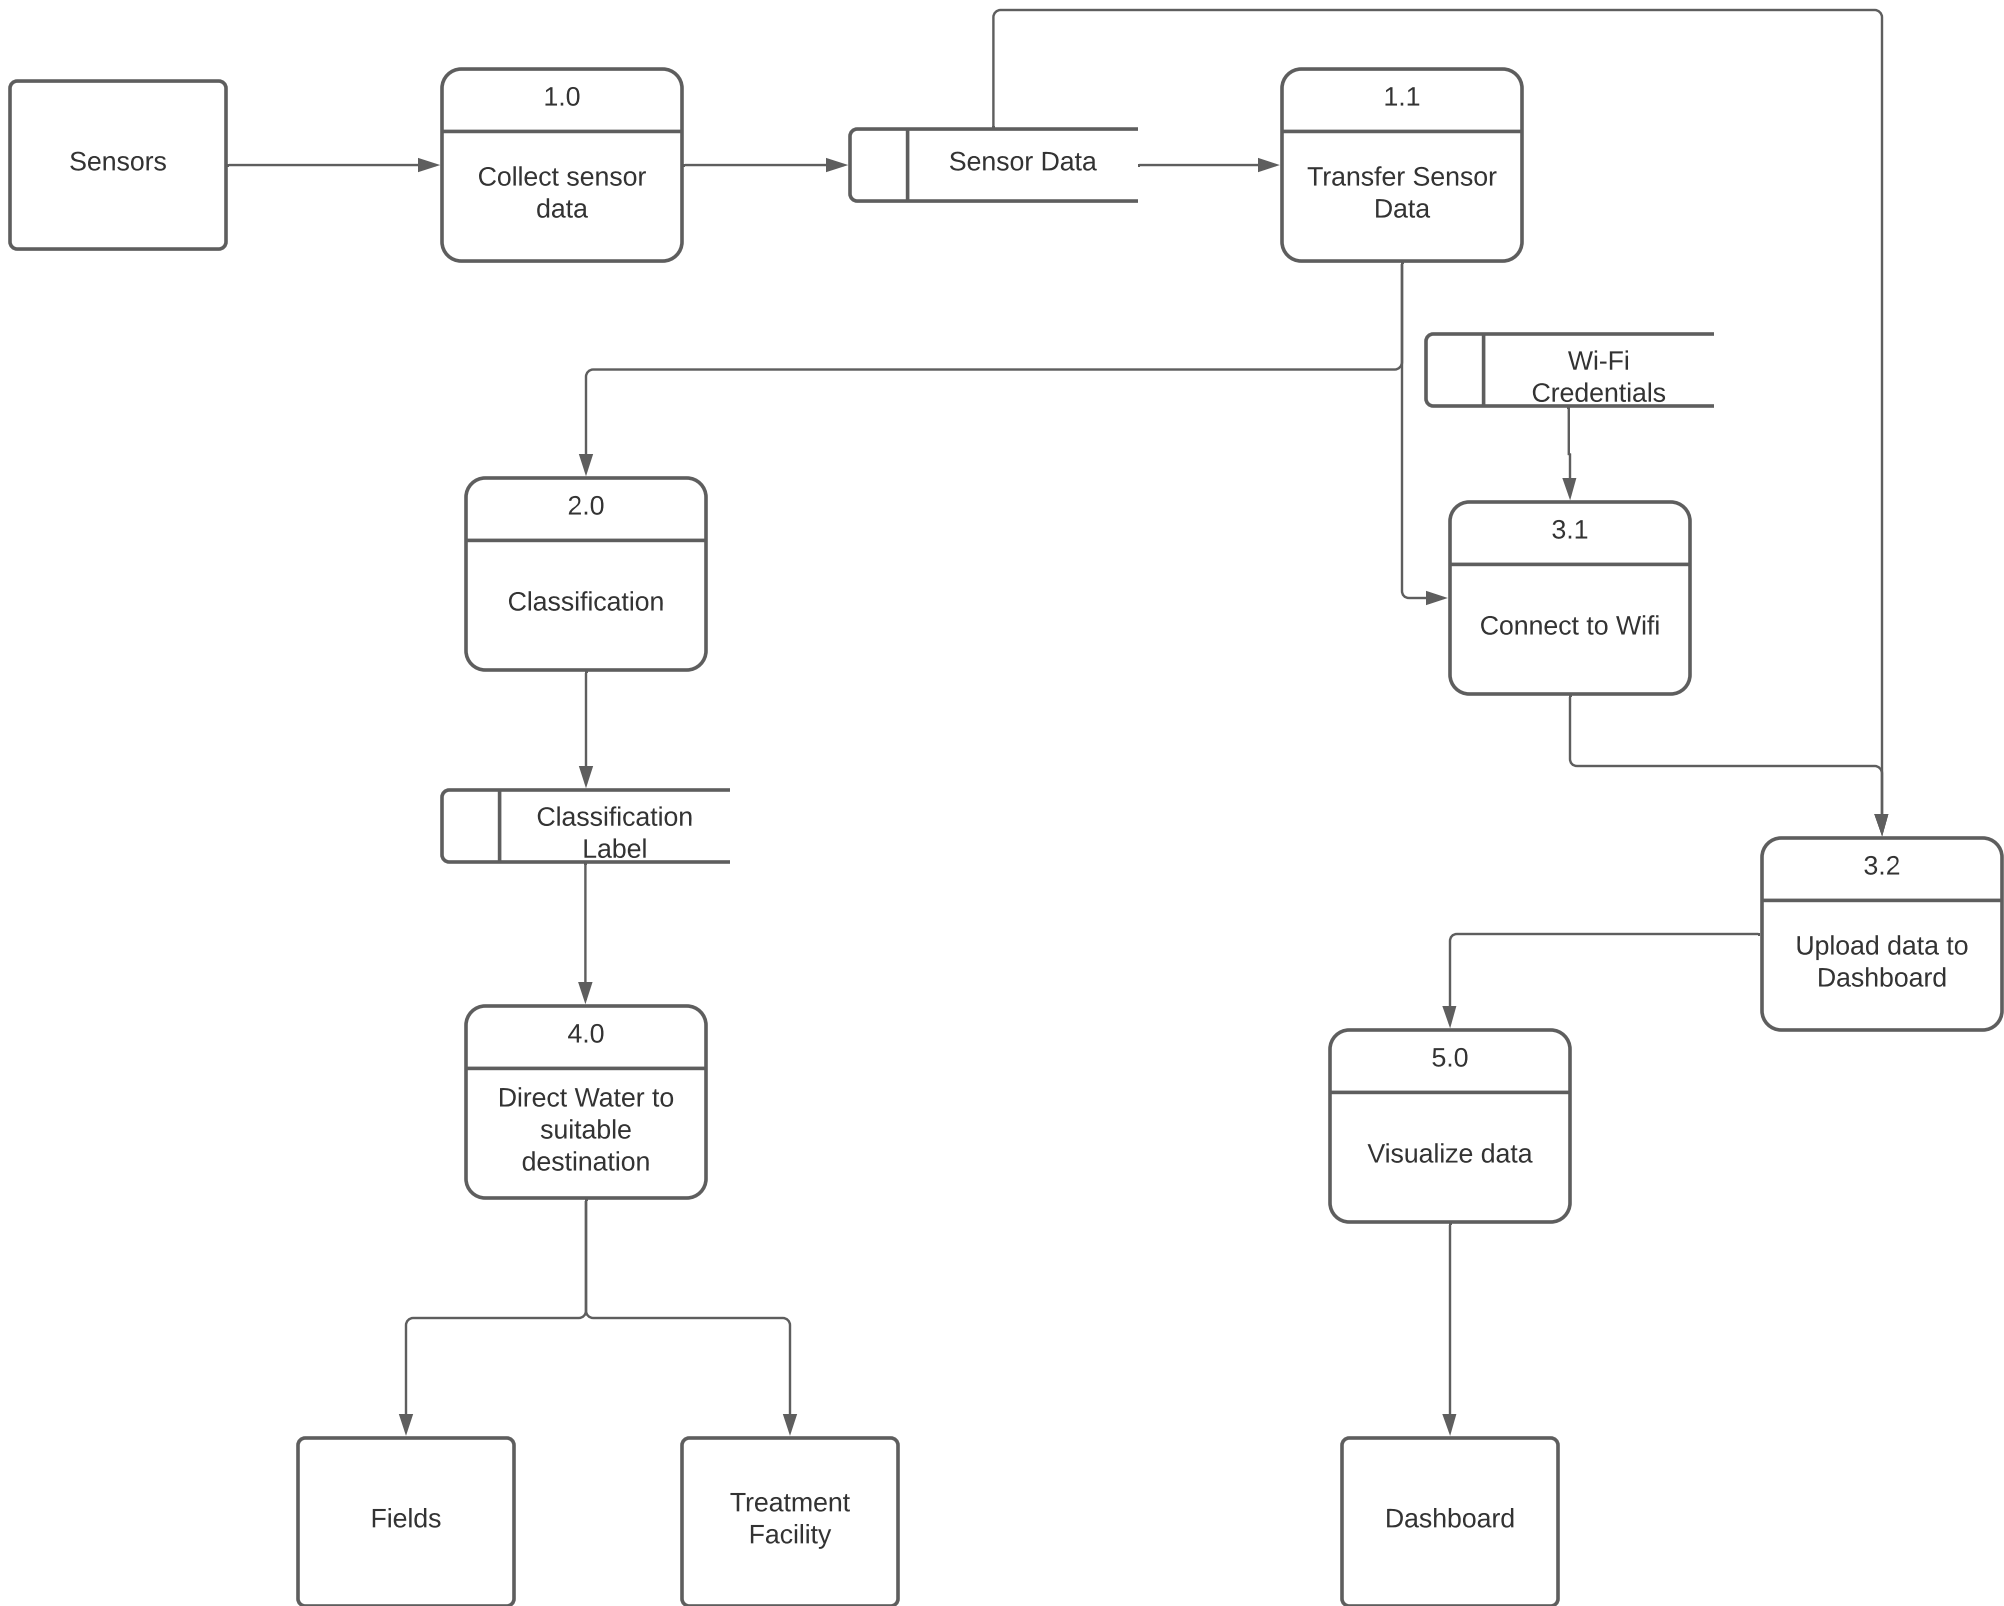 Sensors
1.0
Collect sensor
data
Sensor Data
1.1
Transfer Sensor
Data
Wi-Fi
Credentials
2.0
Classification
3.1
Connect to Wifi
Classification
Label
3.2
Upload data to
Dashboard
4.0
Direct Water to
suitable
destination
5.0
Visualize data
Fields
Treatment
Facility
Dashboard